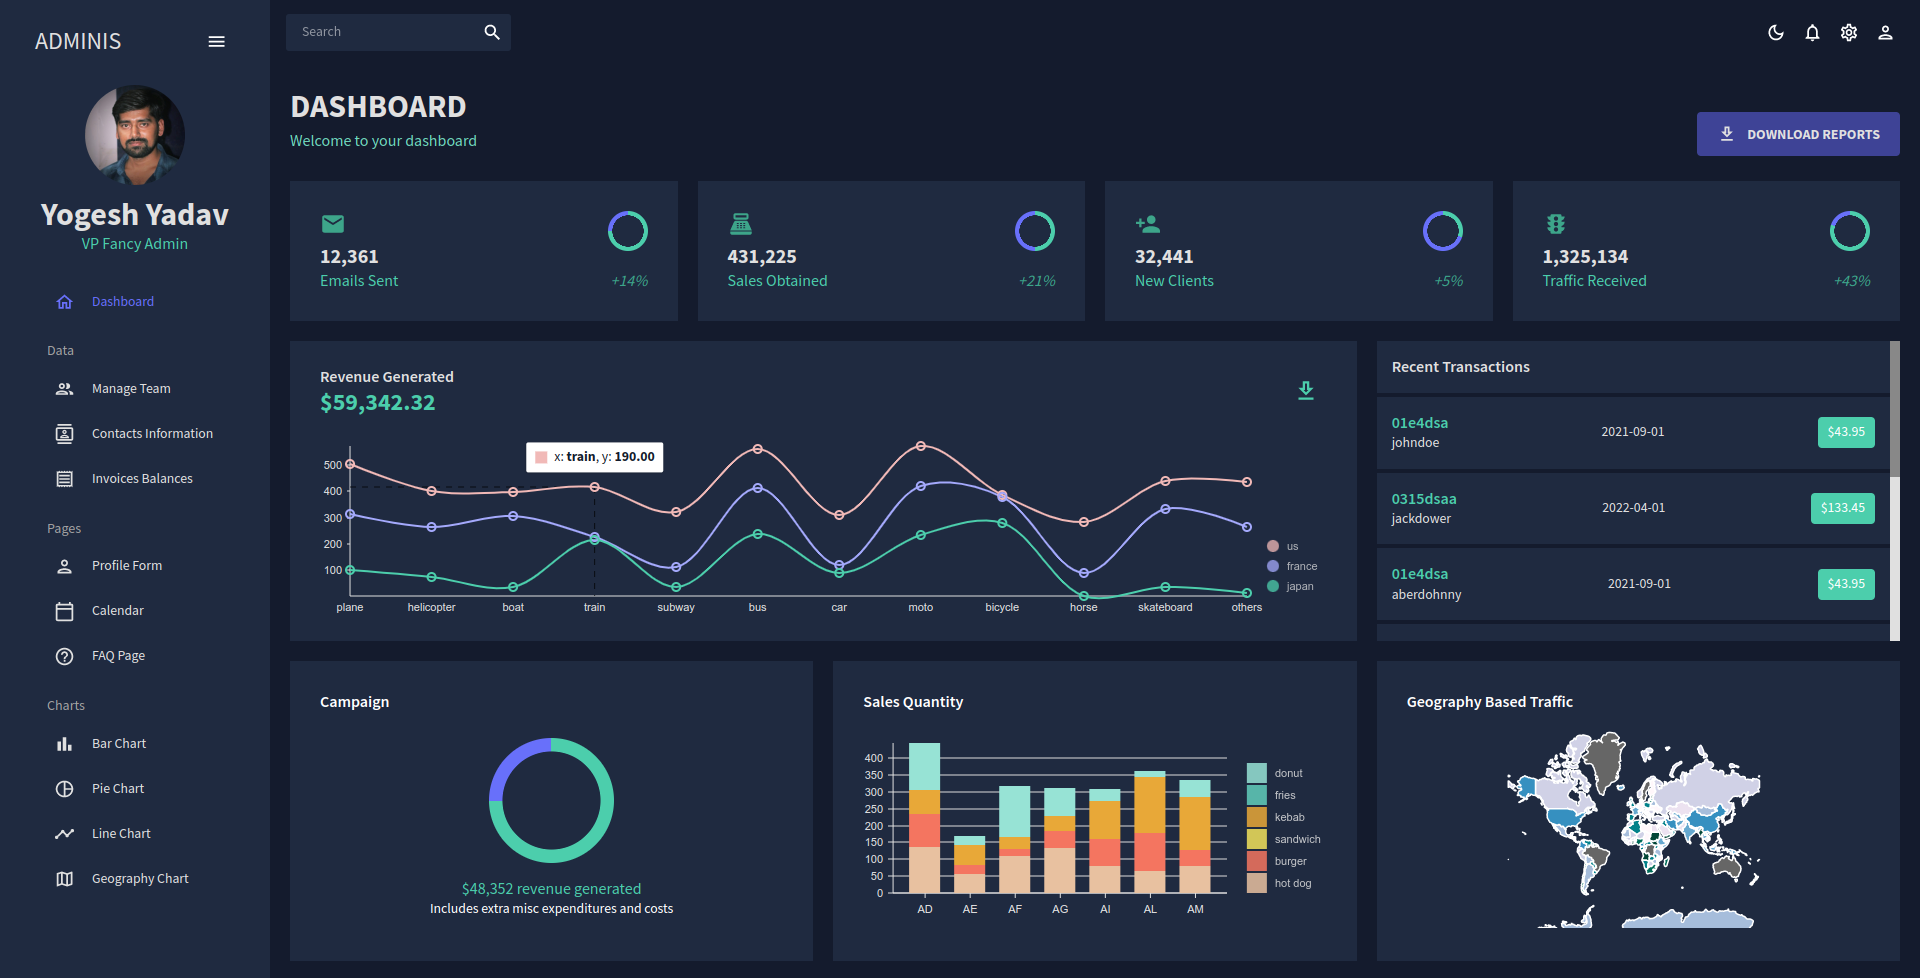 ADMINIS
Search
Yogesh Yadav
VP Fancy Admin
Dashboard
Data
Manage Team
Contacts Information
Invoices Balances
Pages
Profile Form
Calendar
FAQ Page
Charts
Bar Chart
Pie Chart
Line Chart
Geography Chart
DASHBOARD
Welcome to your dashboard
DOWNLOAD REPORTS
12,361
Emails Sent +14%
431,225
Sales Obtained +21%
32,441
New Clients +5%
1,325,134
Traffic Received +43%
Revenue Generated
$59,342.32
x: train, y: 190.00
500
400
300
200
100
plane helicopter boat train subway bus car moto bicycle horse skateboard others
us
france
japan
Recent Transactions
01e4dsa
johndoe
2021-09-01
$43.95
0315dsaa
jackdower
2022-04-01
$133.45
01e4dsa
aberdohnny
2021-09-01
$43.95
Campaign
$48,352 revenue generated
Includes extra misc expenditures and costs
Sales Quantity
400
350
300
250
200
150
100
50
0
AD AE AF AG AI AL AM
donut
fries
kebab
sandwich
burger
hot dog
Geography Based Traffic